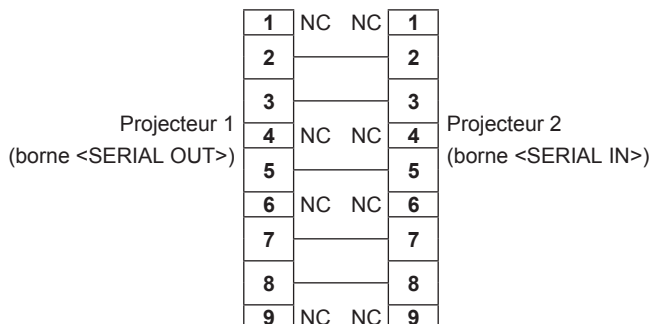 1 NC NC 1
2 2
3 3
Projecteur 1
(borne <SERIAL OUT>)
4 NC NC 4
Projecteur 2
(borne <SERIAL IN>)
5 5
6 NC NC 6
7 7
8 8
9 NC NC 9